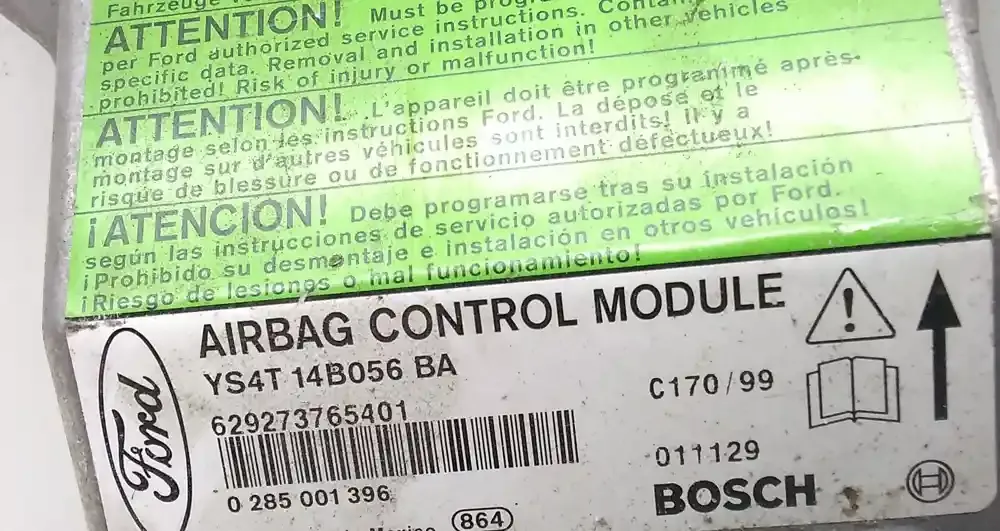 Fahrzeuge
ATTENTION! Must be
per Ford authorized service instructions.
specific data. Removal and installation in other vehicles
prohibited! Risk of injury or malfunction!
ATTENTION! L'appareil doit être programmé après
montage selon les instructions Ford. La dépose et le
montage sur d'autres véhicules sont interdits! Il y a
risque de blessure ou de fonctionnement défectueux!
¡ATENCIÓN! Debe programarse tras su instalación
según las instrucciones de servicio autorizadas por Ford.
¡Prohibido su desmontaje e instalación en otros vehículos!
¡Riesgo de lesiones o mal funcionamiento!
AIRBAG CONTROL MODULE
YS4T 14B056 BA
C170/99
629273765401
Ford
011129
0 285 001 396
BOSCH
Mexico 864